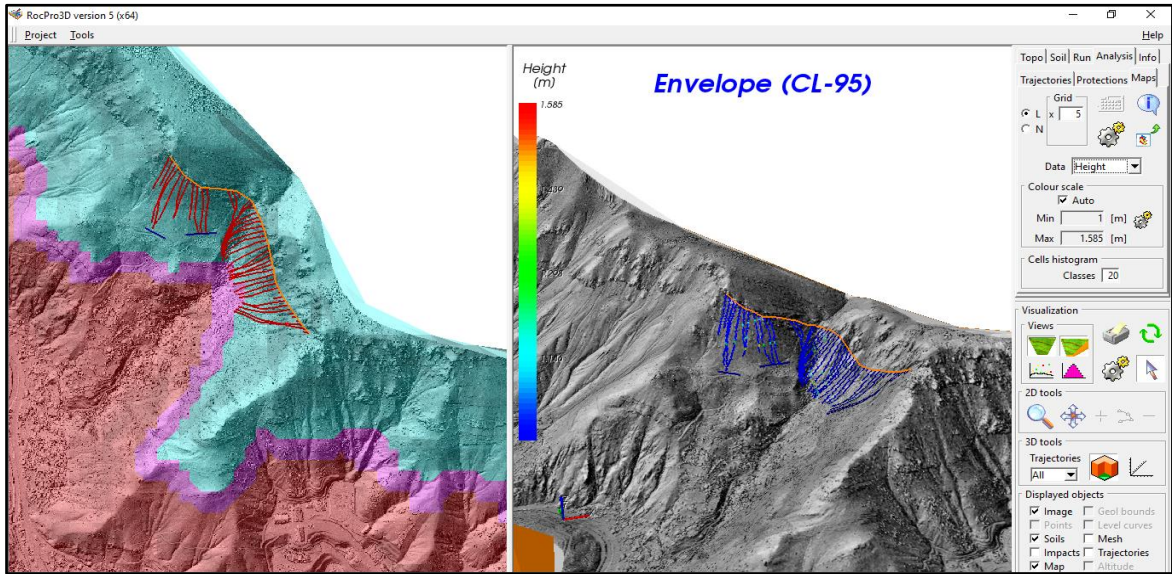 RocPro3D version 5 (x64)
Project Tools
Help
Height
(m)
1.585
Envelope (CL-95)
Topo Soil Run Analysis Info
Trajectories Protections Maps
Grid
L x 5
N
Data Height
Colour scale
Auto
Min 1 [m]
Max 1.585 [m]
Cells histogram
Classes 20
Visualization
Views
2D tools
3D tools
Trajectories
All
Displayed objects
Image Geol bounds
Points Level curves
Soils Mesh
Impacts Trajectories
Map Altitude